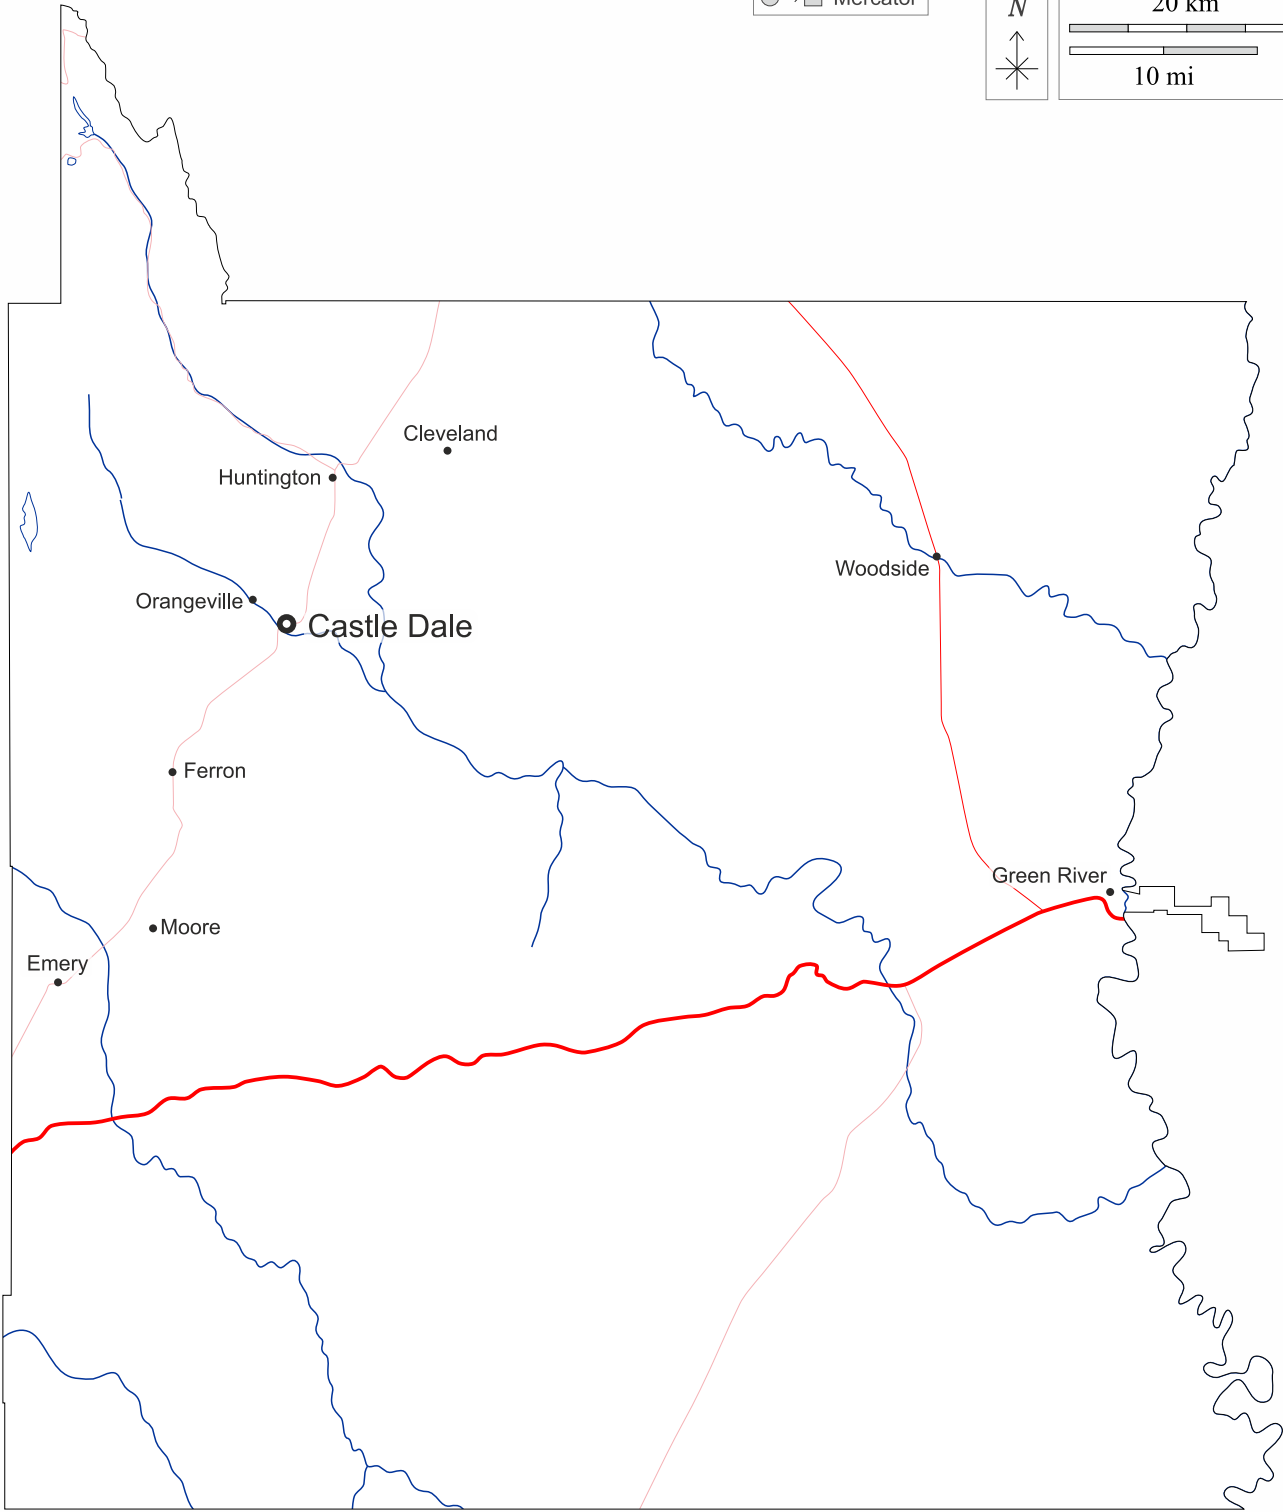 Mercator
N
20 km
10 mi
Cleveland
Huntington
Woodside
Orangeville
Castle Dale
Ferron
Green River
Moore
Emery